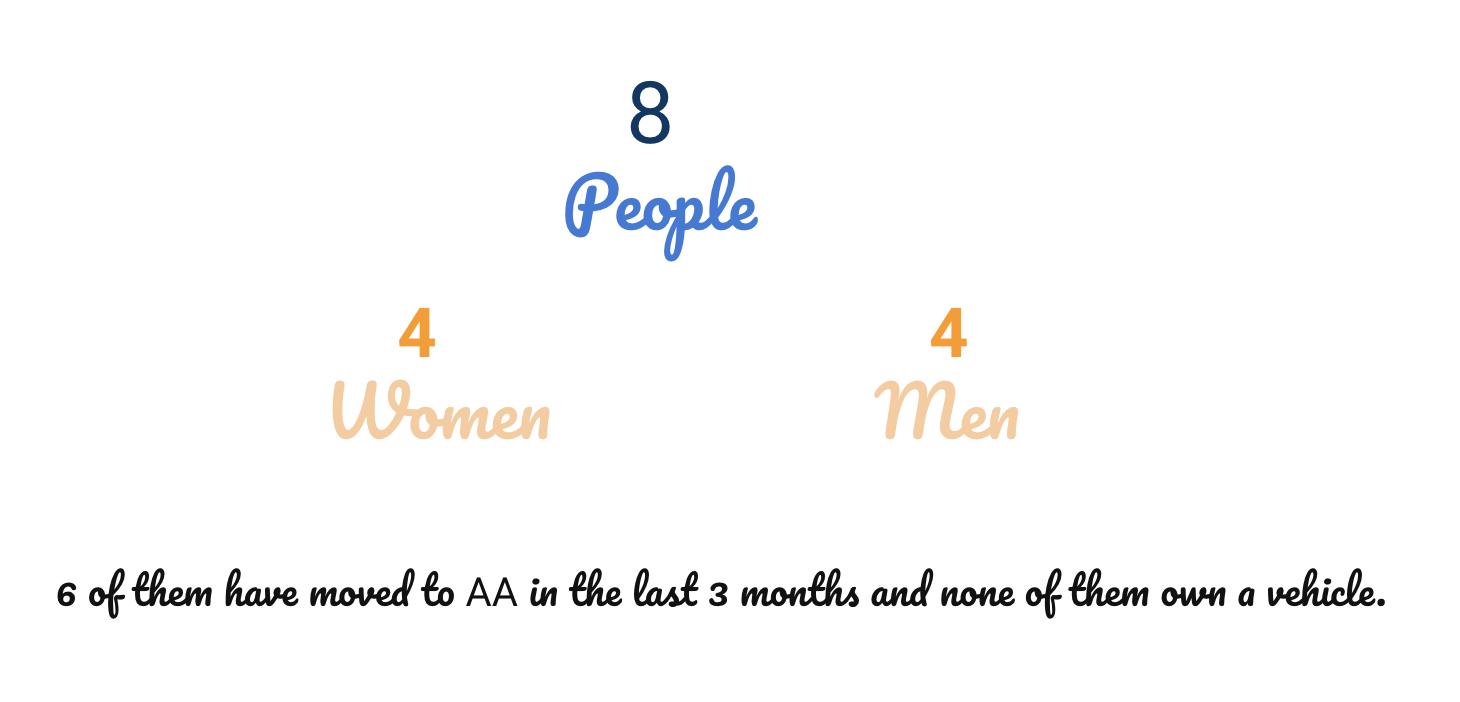 8
People
4 4
Women Men
6 of them have moved to AA in the last 3 months and none of them own a vehicle.